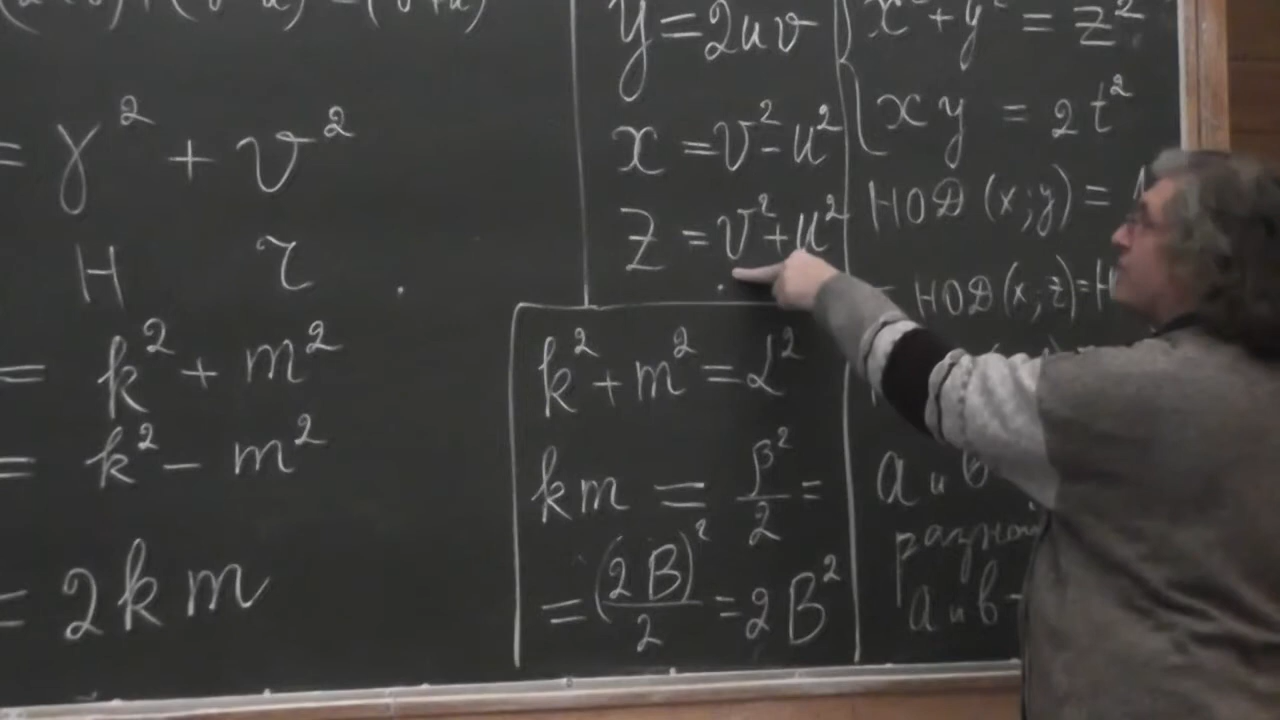 = γ² + v²
н τ
= k² + m²
= k² - m²
= 2km
y = 2uv
x = v² - u²
z = v² + u²
k² + m² = α²
km = β²/2 =
= (2B)²/2 = 2B²
x² + y² = z²
xy = 2t²
НОД (x; y) =
= НОД (x; z) = Н
а и в
разной
а и в -